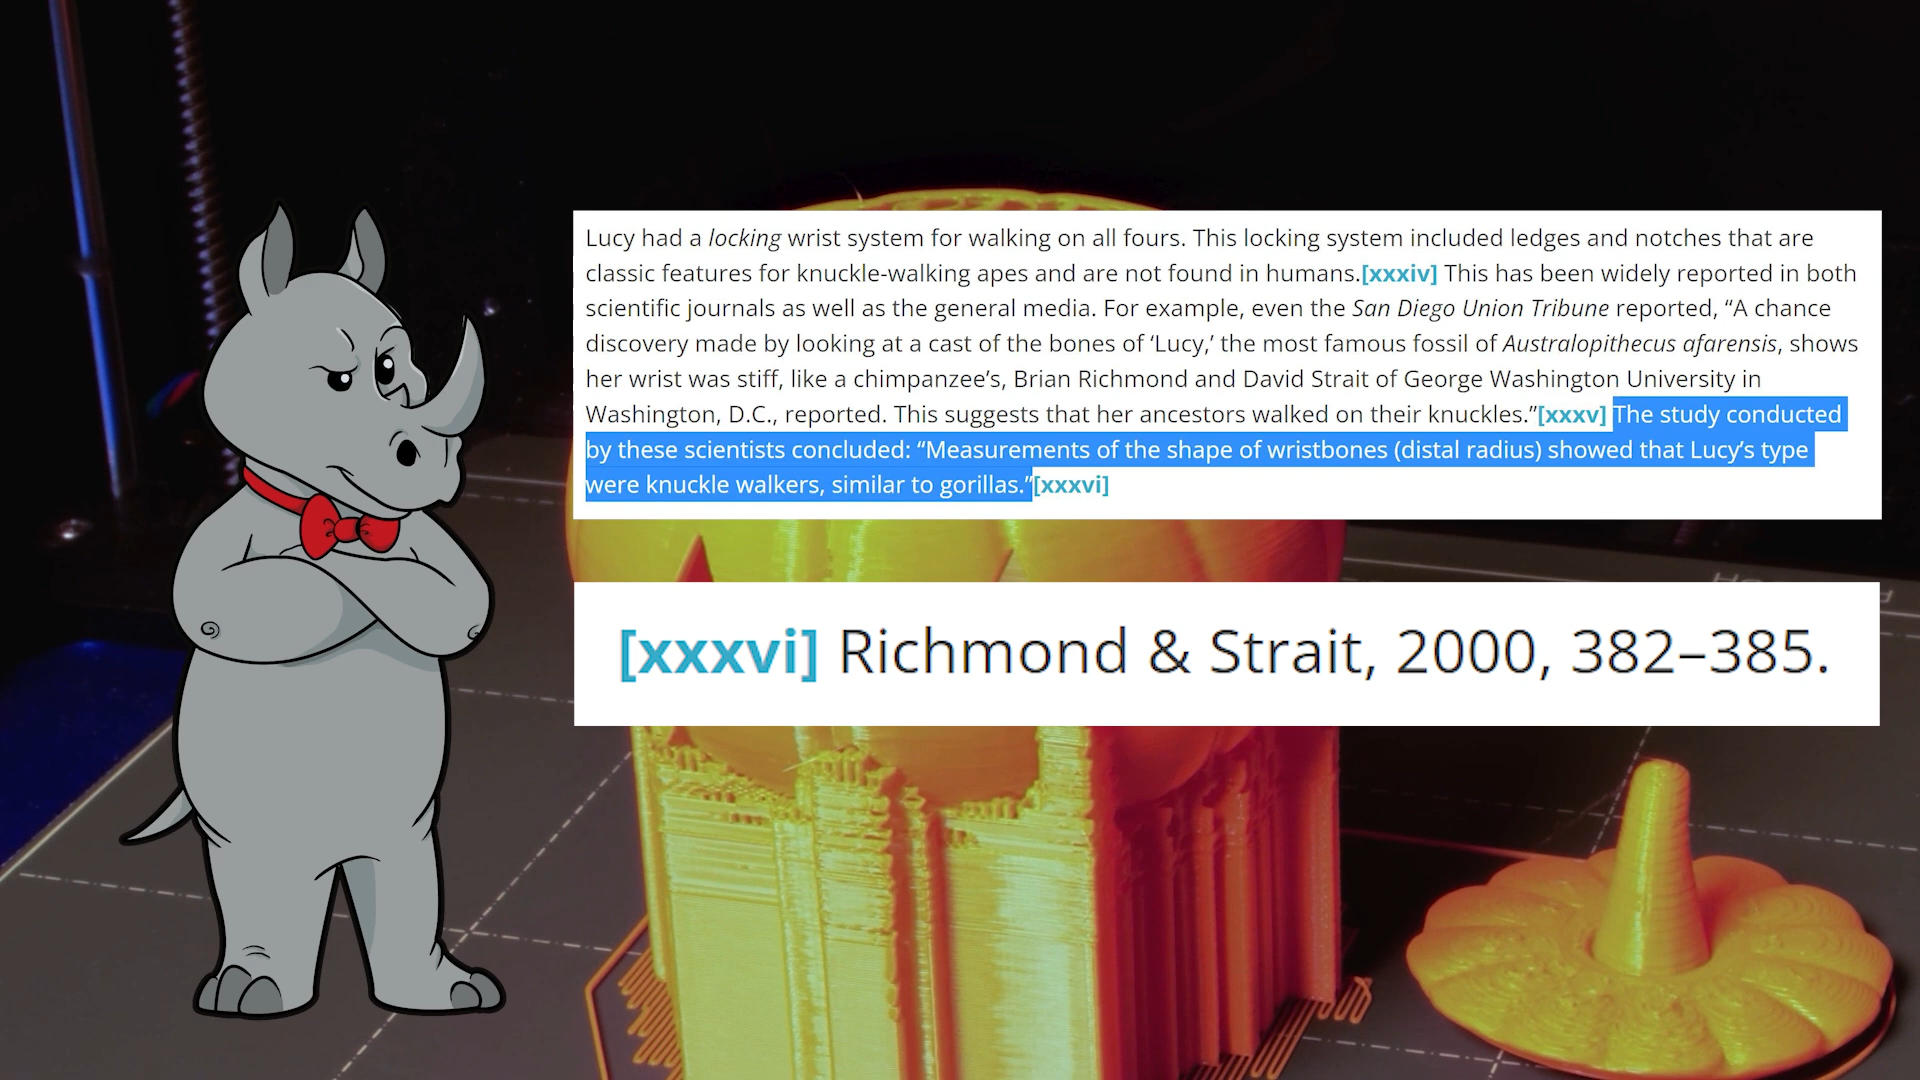 Lucy had a locking wrist system for walking on all fours. This locking system included ledges and notches that are
classic features for knuckle-walking apes and are not found in humans.[xxxiv] This has been widely reported in both
scientific journals as well as the general media. For example, even the San Diego Union Tribune reported, “A chance
discovery made by looking at a cast of the bones of ‘Lucy,’ the most famous fossil of Australopithecus afarensis, shows
her wrist was stiff, like a chimpanzee’s, Brian Richmond and David Strait of George Washington University in
Washington, D.C., reported. This suggests that her ancestors walked on their knuckles.”[xxxv] The study conducted
by these scientists concluded: “Measurements of the shape of wristbones (distal radius) showed that Lucy’s type
were knuckle walkers, similar to gorillas.”[xxxvi]
[xxxvi] Richmond & Strait, 2000, 382–385.